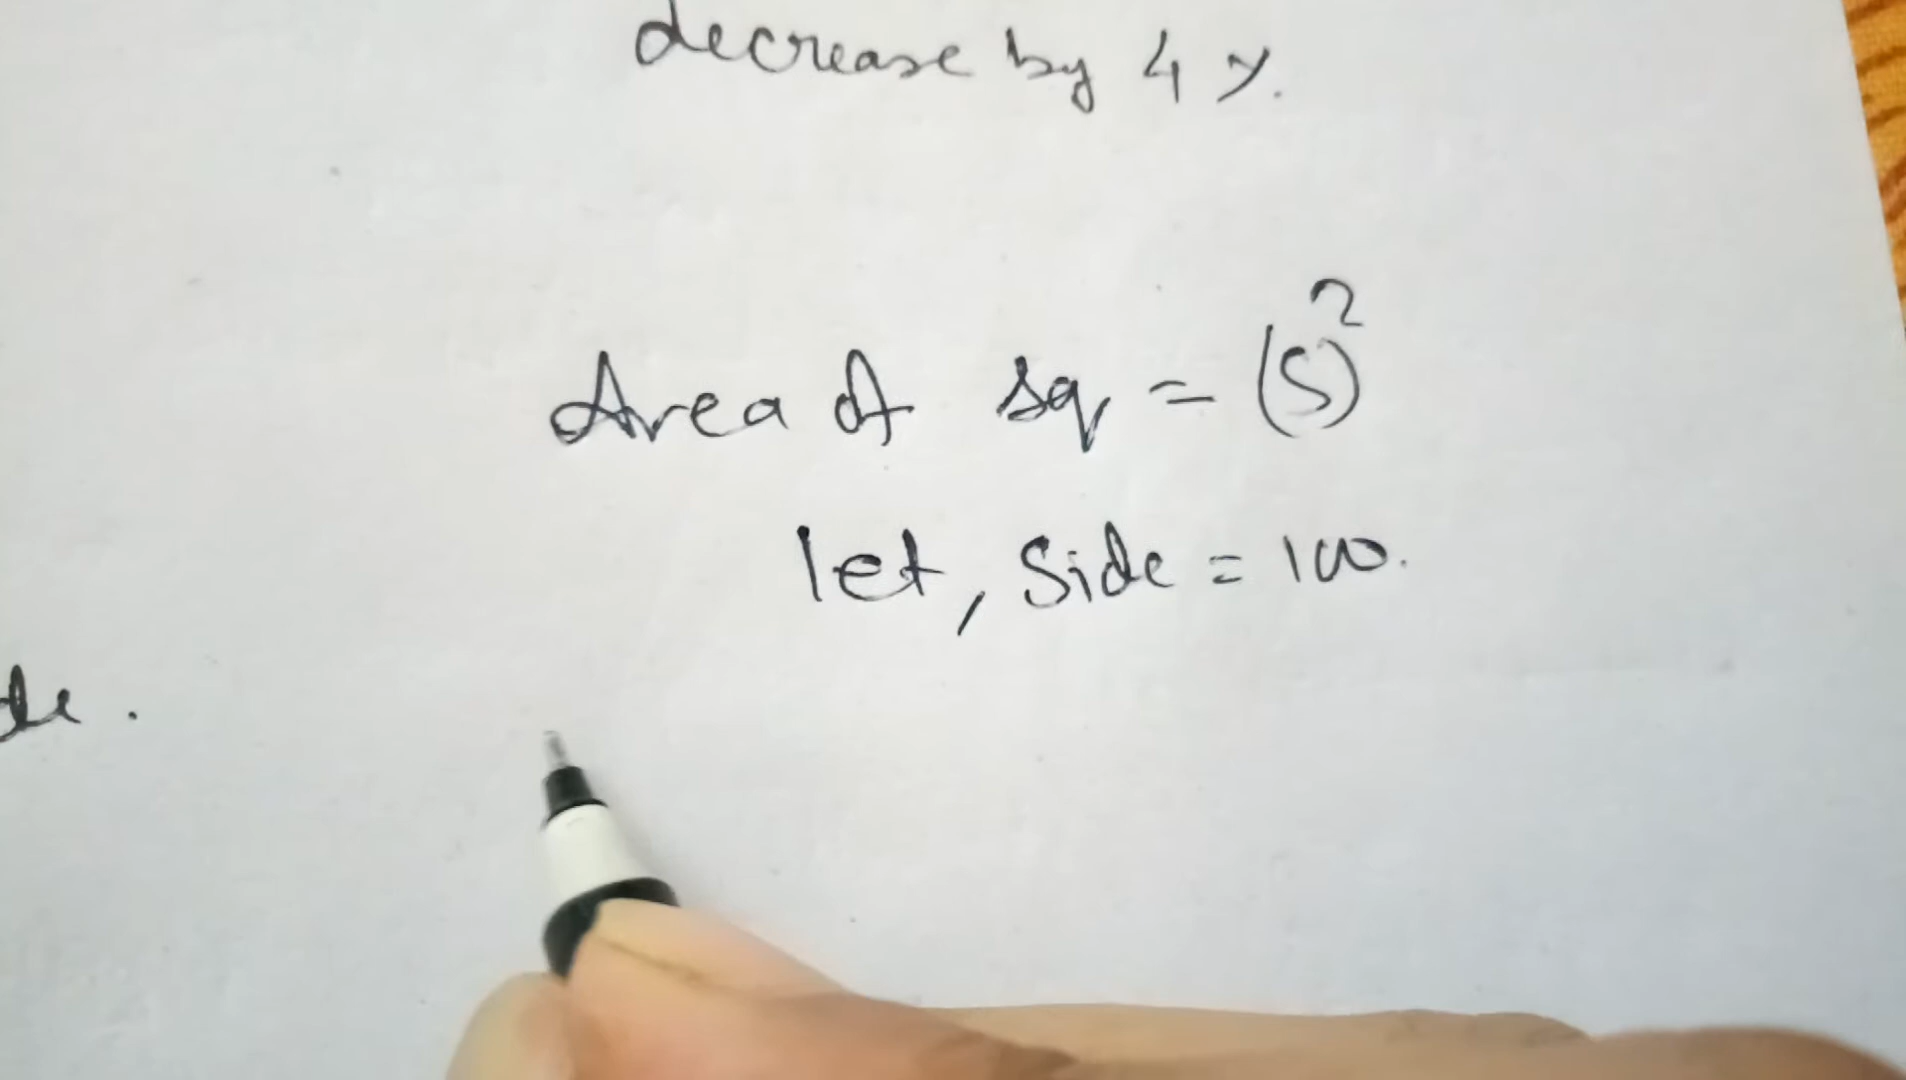 decrease by 4 %.
Area of sq = (S)²
let, Side = 100.